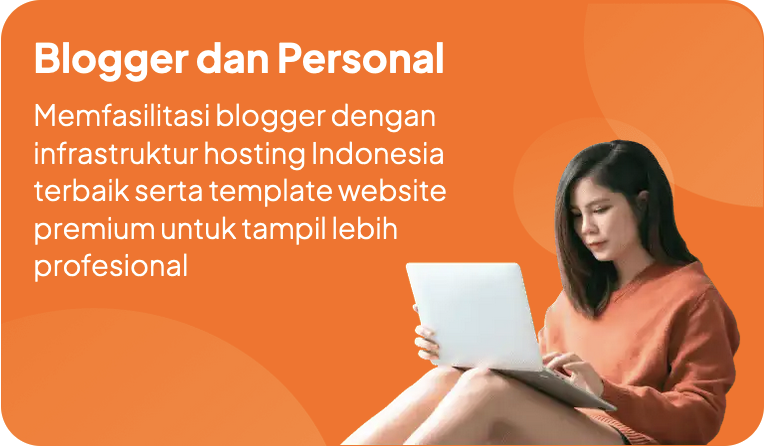 Blogger dan Personal
Memfasilitasi blogger dengan
infrastruktur hosting Indonesia
terbaik serta template website
premium untuk tampil lebih
profesional